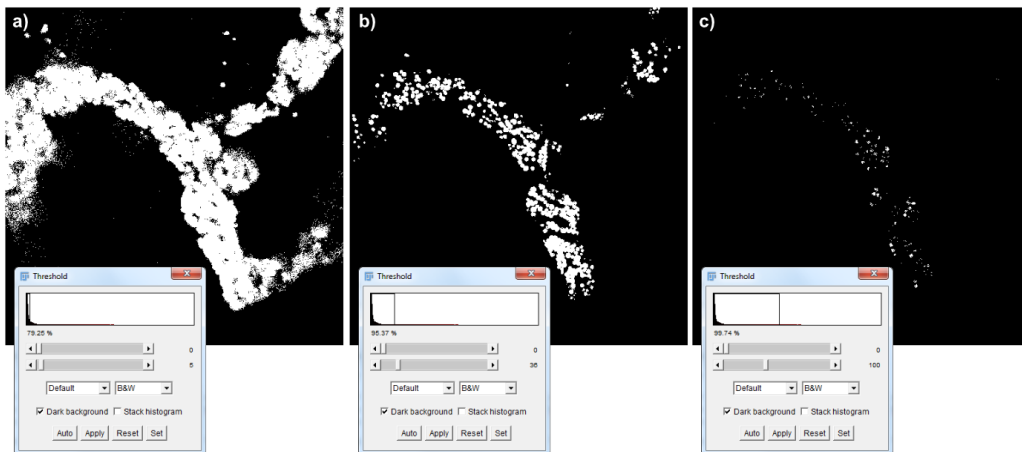 a)
b)
c)
Threshold
79.25 %
0
5
Default
B&W
Dark background
Stack histogram
Auto
Apply
Reset
Set
Threshold
95.37 %
0
36
Default
B&W
Dark background
Stack histogram
Auto
Apply
Reset
Set
Threshold
99.74 %
0
100
Default
B&W
Dark background
Stack histogram
Auto
Apply
Reset
Set